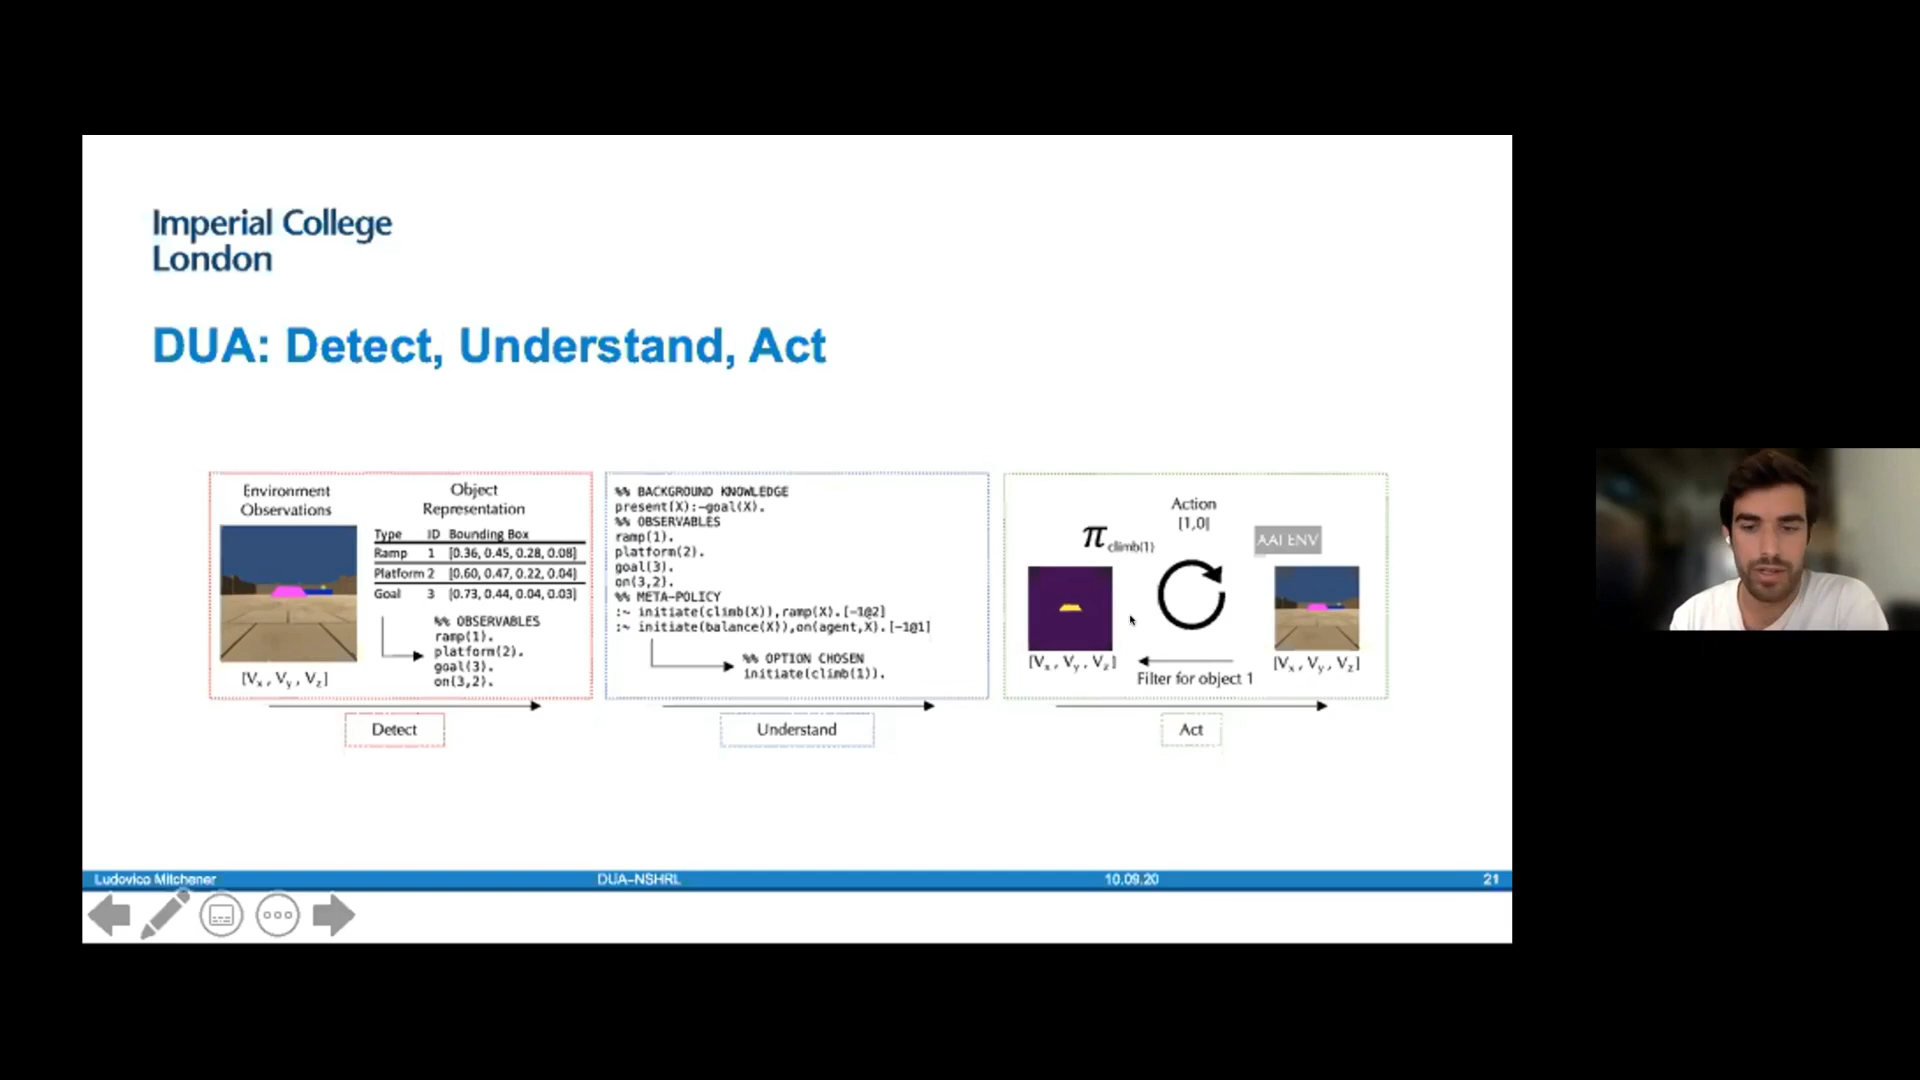 Imperial College
London
DUA: Detect, Understand, Act
Environment
Observations
[Vx , Vy , Vz]
Object
Representation
Type ID Bounding Box
Ramp 1 [0.36, 0.45, 0.28, 0.08]
Platform 2 [0.60, 0.47, 0.22, 0.04]
Goal 3 [0.73, 0.44, 0.04, 0.03]
%% OBSERVABLES
ramp(1).
platform(2).
goal(3).
on(3,2).
Detect
%% BACKGROUND KNOWLEDGE
present(X):-goal(X).
%% OBSERVABLES
ramp(1).
platform(2).
goal(3).
on(3,2).
%% META-POLICY
:~ initiate(climb(X)),ramp(X).[-1@2]
:~ initiate(balance(X)),on(agent,X).[-1@1]
%% OPTION CHOSEN
initiate(climb(1)).
Understand
Action
[1,0]
π climb(1)
AAI ENV
[Vx , Vy , Vz]
[Vx , Vy , Vz]
Filter for object 1
Act
Ludovico Mitchener DUA-NSHRL 10.09.20 21